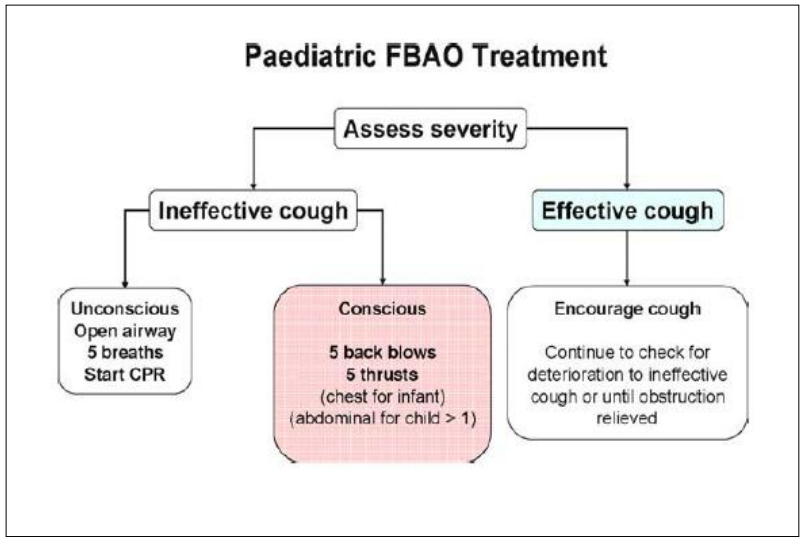 Paediatric FBAO Treatment
Assess severity
Ineffective cough
Effective cough
Unconscious
Open airway
5 breaths
Start CPR
Conscious
5 back blows
5 thrusts
(chest for infant)
(abdominal for child > 1)
Encourage cough
Continue to check for
deterioration to ineffective
cough or until obstruction
relieved